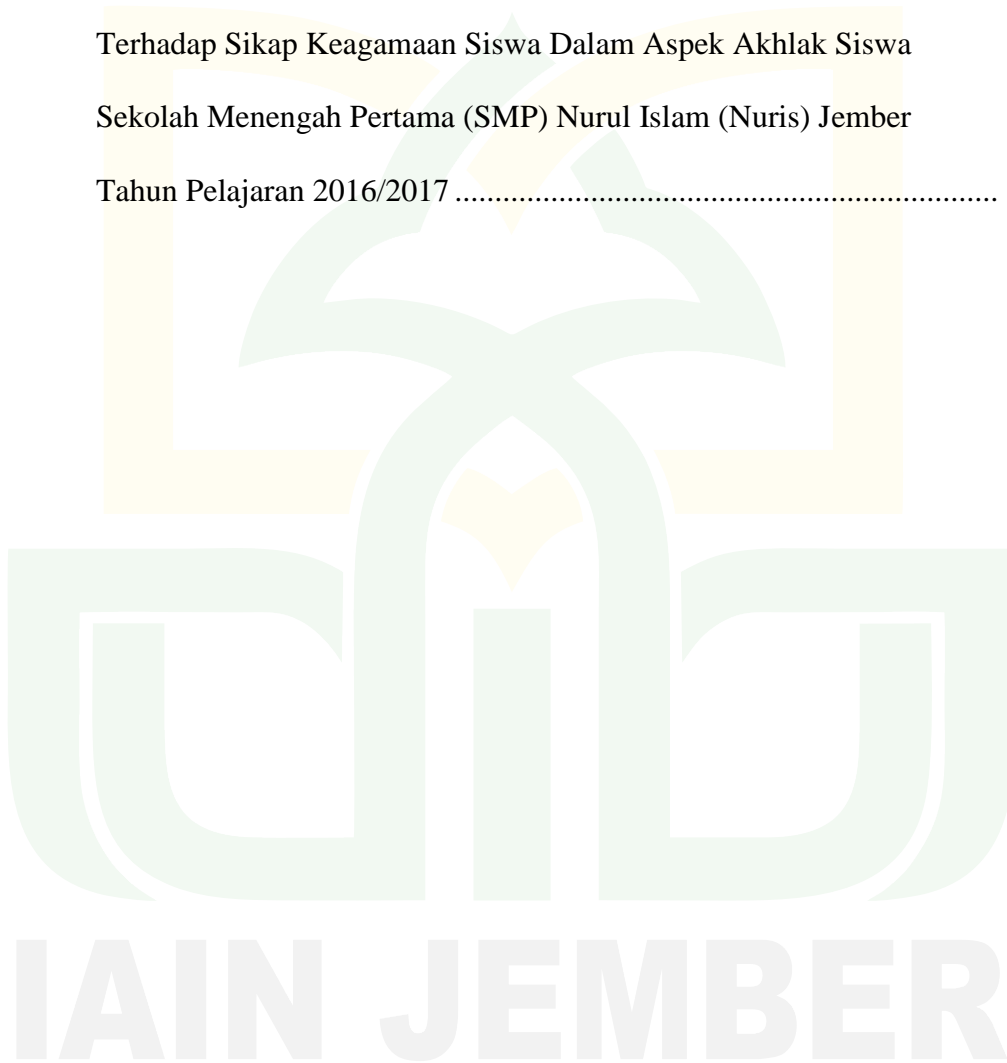 Terhadap Sikap Keagamaan Siswa Dalam Aspek Akhlak Siswa
Sekolah Menengah Pertama (SMP) Nurul Islam (Nuris) Jember
Tahun Pelajaran 2016/2017 ....................................................................
IAIN JEMBER